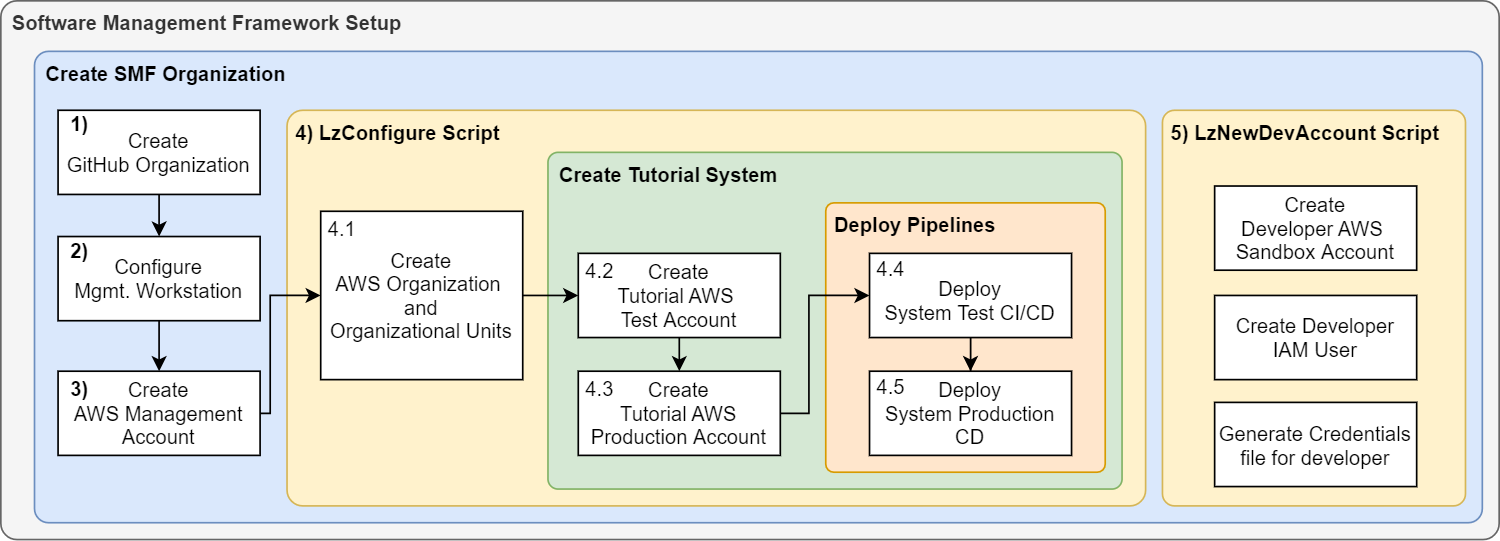 Software Management Framework Setup
Create SMF Organization
1)
Create
GitHub Organization
2)
Configure
Mgmt. Workstation
3)
Create
AWS Management
Account
4) LzConfigure Script
4.1
Create
AWS Organization
and
Organizational Units
Create Tutorial System
4.2
Create
Tutorial AWS
Test Account
4.3
Create
Tutorial AWS
Production Account
Deploy Pipelines
4.4
Deploy
System Test CI/CD
4.5
Deploy
System Production
CD
5) LzNewDevAccount Script
Create
Developer AWS
Sandbox Account
Create Developer
IAM User
Generate Credentials
file for developer